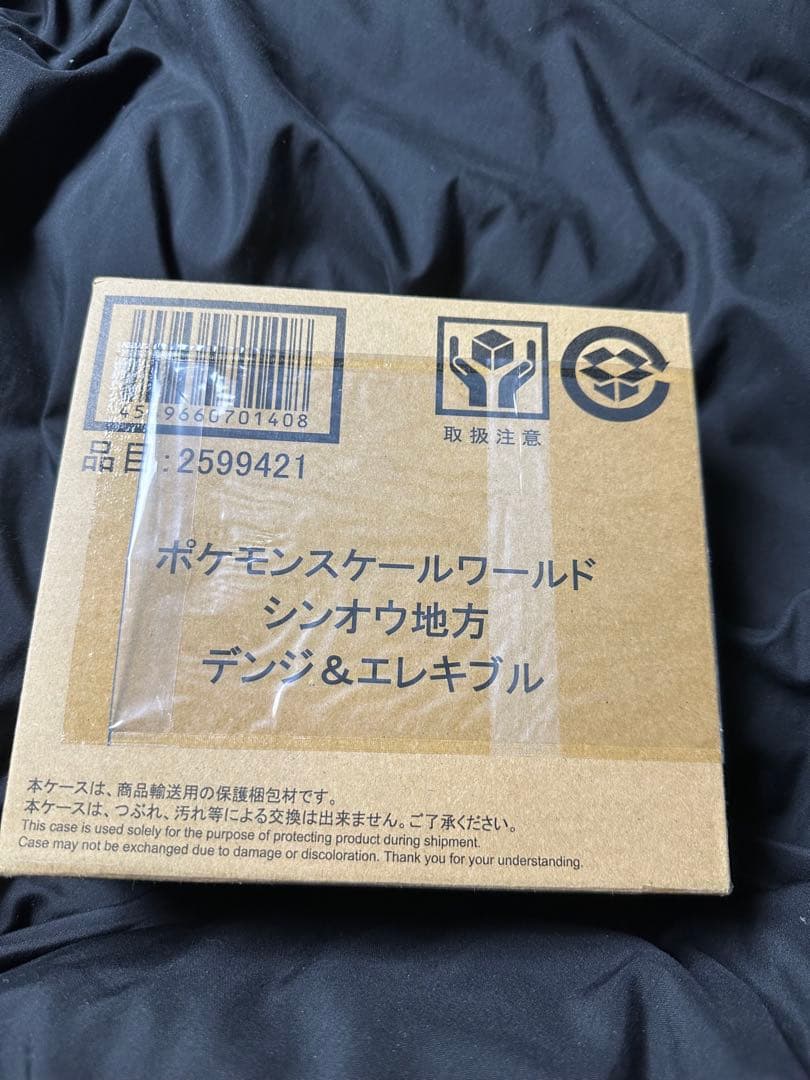 取扱注意
品目:2599421
ポケモンスケールワールド
シンオウ地方
デンジ&エレキブル
本ケースは、商品輸送用の保護梱包材です。
本ケースは、つぶれ、汚れ等による交換は出来ません。ご了承ください。
This case is used solely for the purpose of protecting product during shipment.
Case may not be exchanged due to damage or discoloration. Thank you for your understanding.